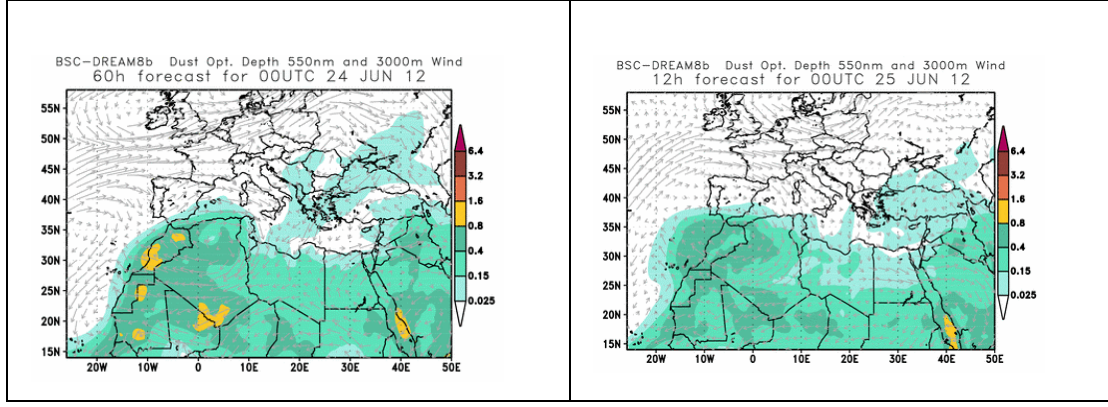 BSC-DREAM8b Dust Opt. Depth 550nm and 3000m Wind
60h forecast for 00UTC 24 JUN 12
55N
50N
45N
40N
35N
30N
25N
20N
15N
20W 10W 0 10E 20E 30E 40E 50E
6.4
3.2
1.6
0.8
0.4
0.15
0.025
BSC-DREAM8b Dust Opt. Depth 550nm and 3000m Wind
12h forecast for 00UTC 25 JUN 12
55N
50N
45N
40N
35N
30N
25N
20N
15N
20W 10W 0 10E 20E 30E 40E 50E
6.4
3.2
1.6
0.8
0.4
0.15
0.025